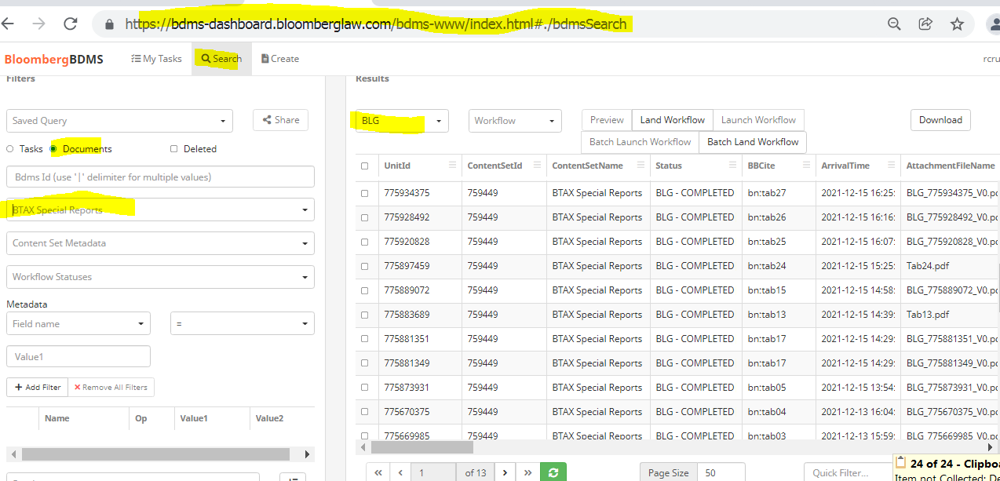 https://bdms-dashboard.bloomberglaw.com/bdms-www/index.html#./bdmsSearch
BloombergBDMS My Tasks Search Create rcru
Filters
Results
Saved Query Share
BLG Workflow Preview Land Workflow Launch Workflow Download
Batch Launch Workflow Batch Land Workflow
Tasks Documents Deleted
Bdms Id (use '|' delimiter for multiple values)
BTAX Special Reports
Content Set Metadata
Workflow Statuses
Metadata
Field name =
Value1
Add Filter Remove All Filters
Name Op Value1 Value2
UnitId ContentSetId ContentSetName Status BBCite ArrivalTime AttachmentFileName
775934375 759449 BTAX Special Reports BLG - COMPLETED bn:tab27 2021-12-15 16:25: BLG_775934375_V0.pd
775928492 759449 BTAX Special Reports BLG - COMPLETED bn:tab26 2021-12-15 16:16: BLG_775928492_V0.pd
775920828 759449 BTAX Special Reports BLG - COMPLETED bn:tab25 2021-12-15 16:07: BLG_775920828_V0.pd
775897459 759449 BTAX Special Reports BLG - COMPLETED bn:tab24 2021-12-15 15:25: Tab24.pdf
775889072 759449 BTAX Special Reports BLG - COMPLETED bn:tab15 2021-12-15 14:58: BLG_775889072_V0.pd
775883689 759449 BTAX Special Reports BLG - COMPLETED bn:tab13 2021-12-15 14:39: Tab13.pdf
775881351 759449 BTAX Special Reports BLG - COMPLETED bn:tab17 2021-12-15 14:29: BLG_775881351_V0.pd
775881349 759449 BTAX Special Reports BLG - COMPLETED bn:tab17 2021-12-15 14:29: BLG_775881349_V0.pd
775873931 759449 BTAX Special Reports BLG - COMPLETED bn:tab05 2021-12-15 13:54: BLG_775873931_V0.pd
775670375 759449 BTAX Special Reports BLG - COMPLETED bn:tab04 2021-12-13 16:04: BLG_775670375_V0.pd
775669985 759449 BTAX Special Reports BLG - COMPLETED bn:tab03 2021-12-13 15:59: BLG_775669985_V0.pd
1 of 13 Page Size 50 Quick Filter...
24 of 24 - Clipboa
Item not Collected: De